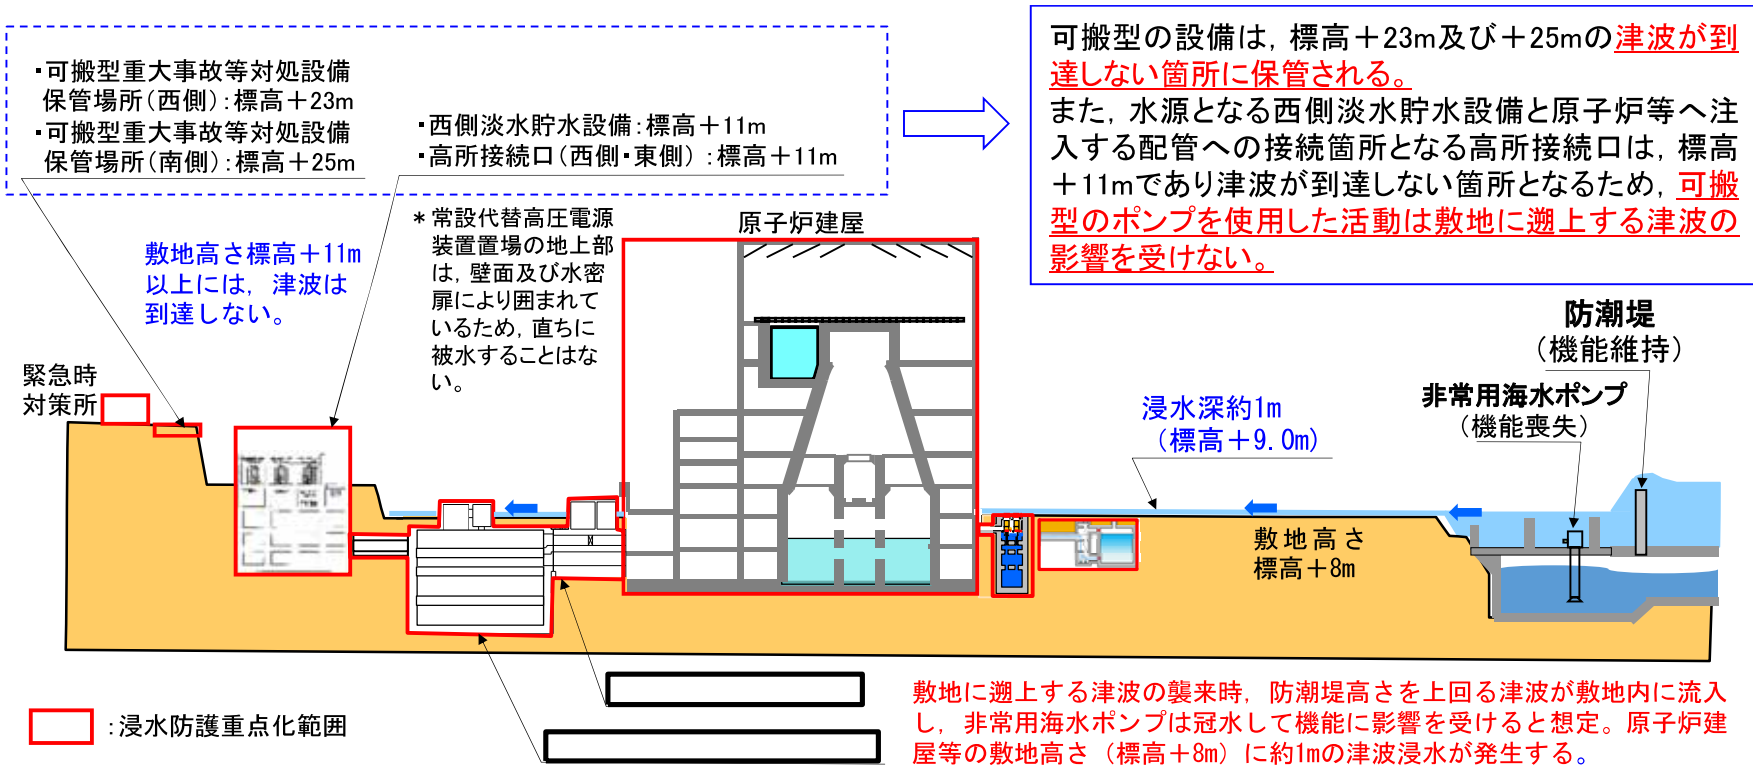 ・可搬型重大事故等対処設備
保管場所(西側):標高+23m
・可搬型重大事故等対処設備
保管場所(南側):標高+25m
・西側淡水貯水設備:標高+11m
・高所接続口(西側・東側):標高+11m
可搬型の設備は,標高+23m及び+25mの津波が到
達しない箇所に保管される。
また,水源となる西側淡水貯水設備と原子炉等へ注
入する配管への接続箇所となる高所接続口は,標高
+11mであり津波が到達しない箇所となるため,可搬
型のポンプを使用した活動は敷地に遡上する津波の
影響を受けない。
敷地高さ標高+11m
以上には,津波は
到達しない。
*常設代替高圧電源
装置置場の地上部
は,壁面及び水密
扉により囲まれて
いるため,直ちに
被水することはな
い。
原子炉建屋
緊急時
対策所
防潮堤
(機能維持)
非常用海水ポンプ
(機能喪失)
浸水深約1m
(標高+9.0m)
敷地高さ
標高+8m
:浸水防護重点化範囲
敷地に遡上する津波の襲来時,防潮堤高さを上回る津波が敷地内に流入
し,非常用海水ポンプは冠水して機能に影響を受けると想定。原子炉建
屋等の敷地高さ(標高+8m)に約1mの津波浸水が発生する。